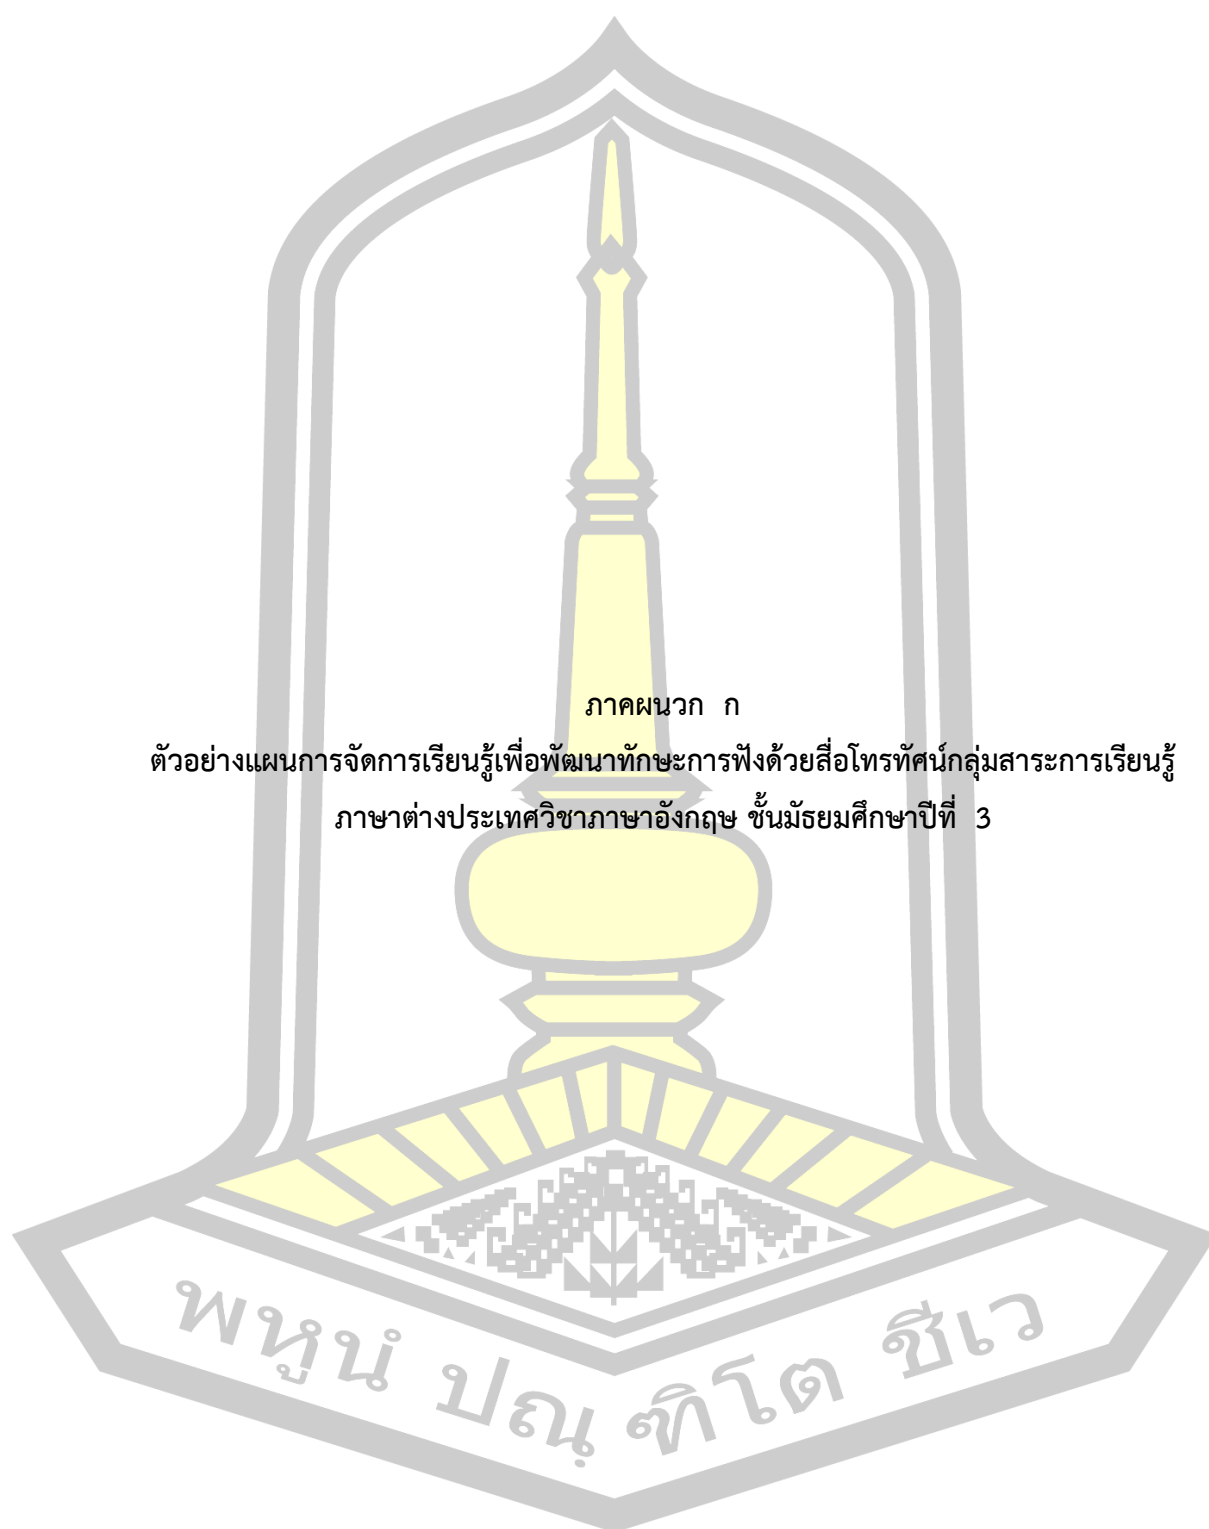 ภาคผนวก ก
ตัวอย่างแผนการจัดการเรียนรู้เพื่อพัฒนาทักษะการฟังด้วยสื่อโทรทัศน์กลุ่มสาระการเรียนรู้
ภาษาต่างประเทศวิชาภาษาอังกฤษ ชั้นมัธยมศึกษาปีที่ 3
พหูนํ ปณฺฑิโต ชีเว